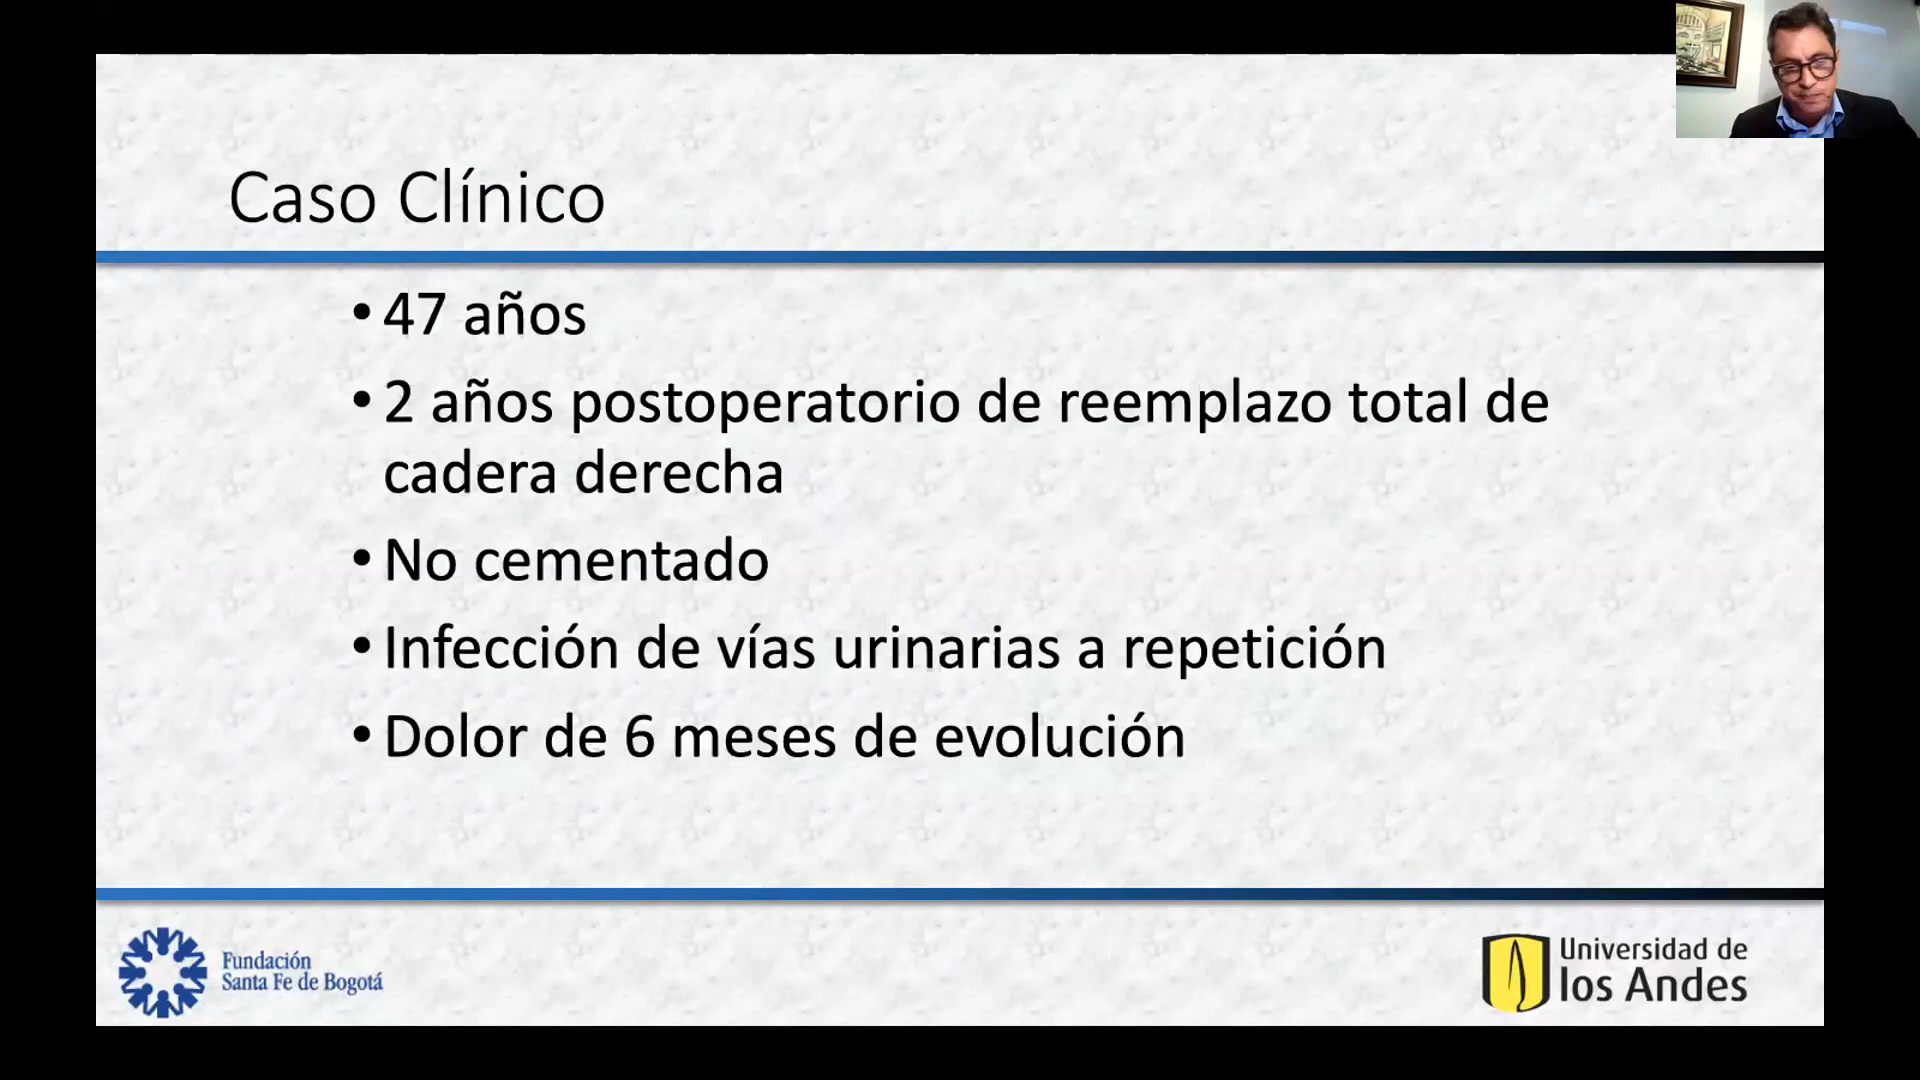 Caso Clínico
• 47 años
• 2 años postoperatorio de reemplazo total de
cadera derecha
• No cementado
• Infección de vías urinarias a repetición
• Dolor de 6 meses de evolución
Fundación
Santa Fe de Bogotá
Universidad de
los Andes